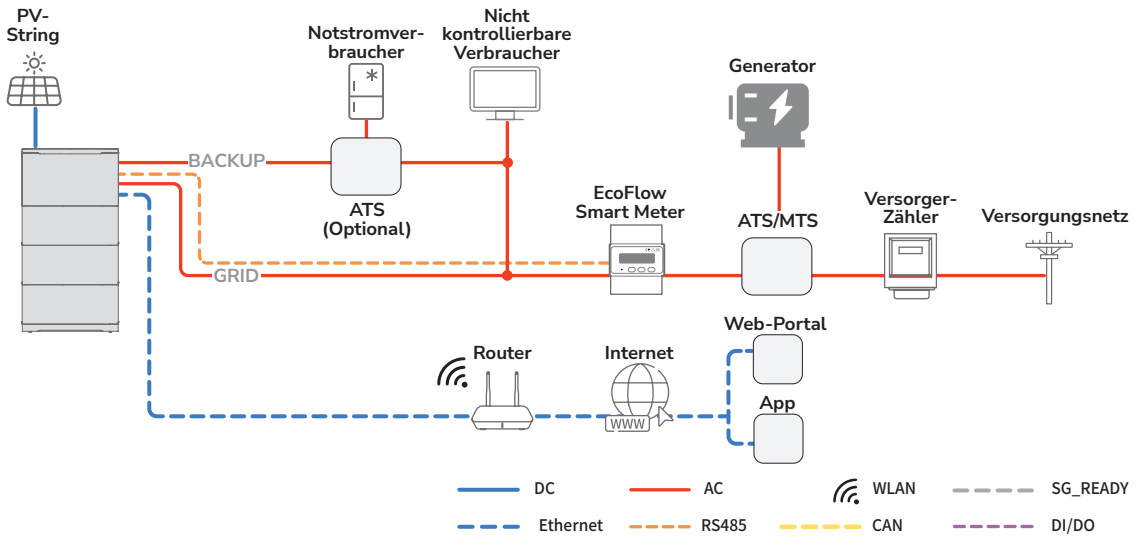 PV-
String
Notstromver-
braucher
Nicht
kontrollierbare
Verbraucher
Generator
BACKUP
ATS
(Optional)
EcoFlow
Smart Meter
ATS/MTS
Versorger-
Zähler
Versorgungsnetz
GRID
Web-Portal
Router
Internet
WWW
App
DC
AC
WLAN
SG_READY
Ethernet
RS485
CAN
DI/DO